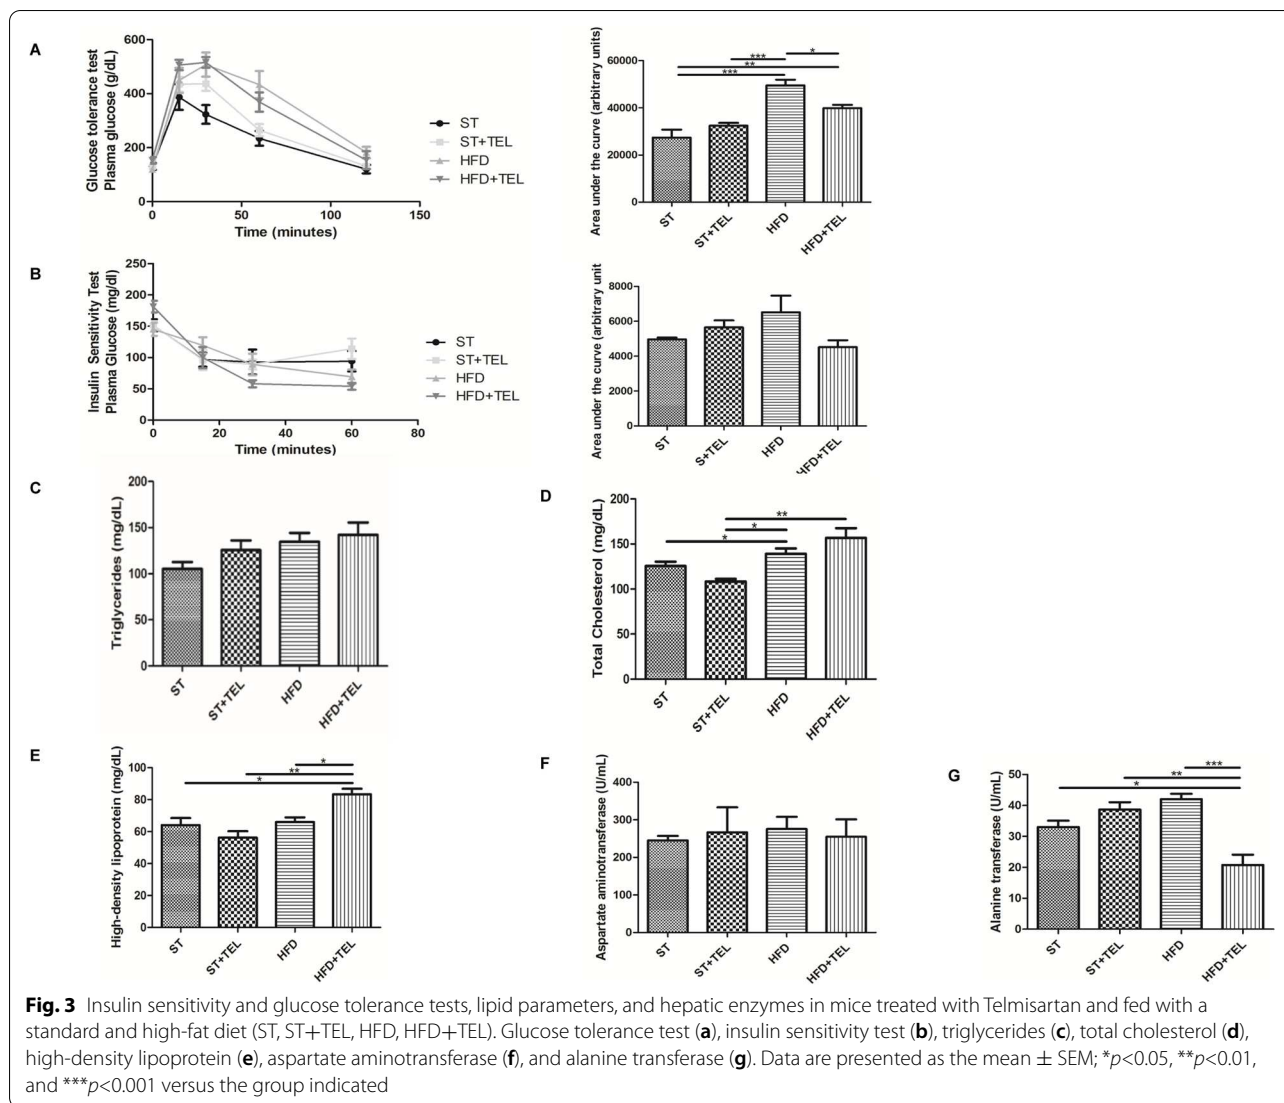 A
Glucose tolerance test
Plasma glucose (g/dL)
600
400
200
0
0
50
100
150
Time (minutes)
ST
ST+TEL
HFD
HFD+TEL
Area under the curve (arbitrary units)
60000
40000
20000
0
***
*
**
***
ST
ST+TEL
HFD
HFD+TEL
B
Insulin Sensitivity Test
Plasma Glucose (mg/dl)
250
200
150
100
50
0
0
20
40
60
80
Time (minutes)
ST
ST+TEL
HFD
HFD+TEL
Area under the curve (arbitrary unit
8000
6000
4000
2000
0
ST
S+TEL
HFD
HFD+TEL
C
Triglycerides (mg/dL)
200
150
100
50
0
ST
ST+TEL
HFD
HFD+TEL
D
Total Cholesterol (mg/dL)
200
150
100
50
0
**
*
*
ST
ST+TEL
HFD
HFD+TEL
E
High-density lipoprotein (mg/dL)
100
80
60
40
20
0
*
**
*
ST
ST+TEL
HFD
HFD+TEL
F
Aspartate aminotransferase (U/mL)
400
300
200
100
0
ST
ST+TEL
HFD
HFD+TEL
G
Alanine transferase (U/mL)
50
40
30
20
10
0
***
**
*
ST
ST+TEL
HFD
HFD+TEL
Fig. 3 Insulin sensitivity and glucose tolerance tests, lipid parameters, and hepatic enzymes in mice treated with Telmisartan and fed with a
standard and high-fat diet (ST, ST+TEL, HFD, HFD+TEL). Glucose tolerance test (a), insulin sensitivity test (b), triglycerides (c), total cholesterol (d),
high-density lipoprotein (e), aspartate aminotransferase (f), and alanine transferase (g). Data are presented as the mean ± SEM; *p<0.05, **p<0.01,
and ***p<0.001 versus the group indicated